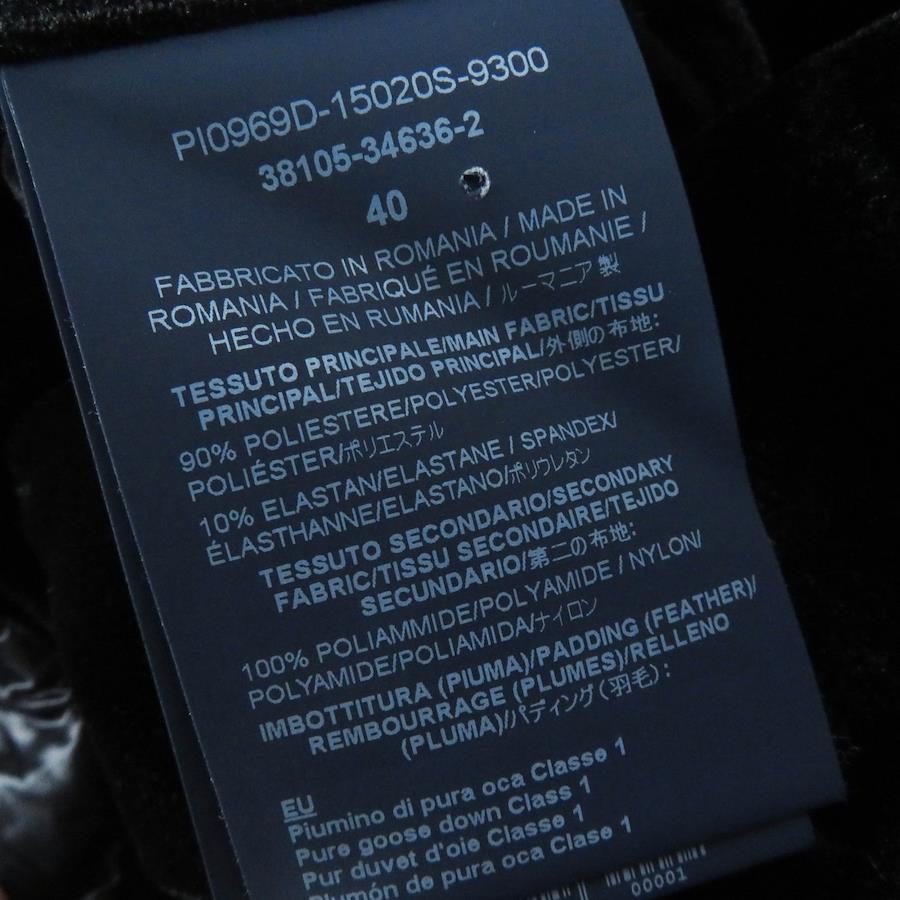 PI0969D-15020S-9300
38105-34636-2
40
FABBRICATO IN ROMANIA / MADE IN
ROMANIA / FABRIQUÉ EN ROUMANIE /
HECHO EN RUMANIA / ルーマニア製
TESSUTO PRINCIPALE/MAIN FABRIC/TISSU
PRINCIPAL/TEJIDO PRINCIPAL/外側の布地:
90% POLIESTERE/POLYESTER/POLYESTER/
POLIÉSTER/ポリエステル
10% ELASTAN/ELASTANE / SPANDEX/
ÉLASTHANNE/ELASTANO/ポリウレタン
TESSUTO SECONDARIO/SECONDARY
FABRIC/TISSU SECONDAIRE/TEJIDO
SECUNDARIO/第二の布地:
100% POLIAMMIDE/POLYAMIDE / NYLON/
POLYAMIDE/POLIAMIDA/ナイロン
IMBOTTITURA (PIUMA)/PADDING (FEATHER)/
REMBOURRAGE (PLUMES)/RELLENO
(PLUMA)/パディング(羽毛):
EU
Piumino di pura oca Classe 1
Pure goose down Class 1
Pur duvet d'oie Classe 1
Plumón de pura oca Clase 1
00001